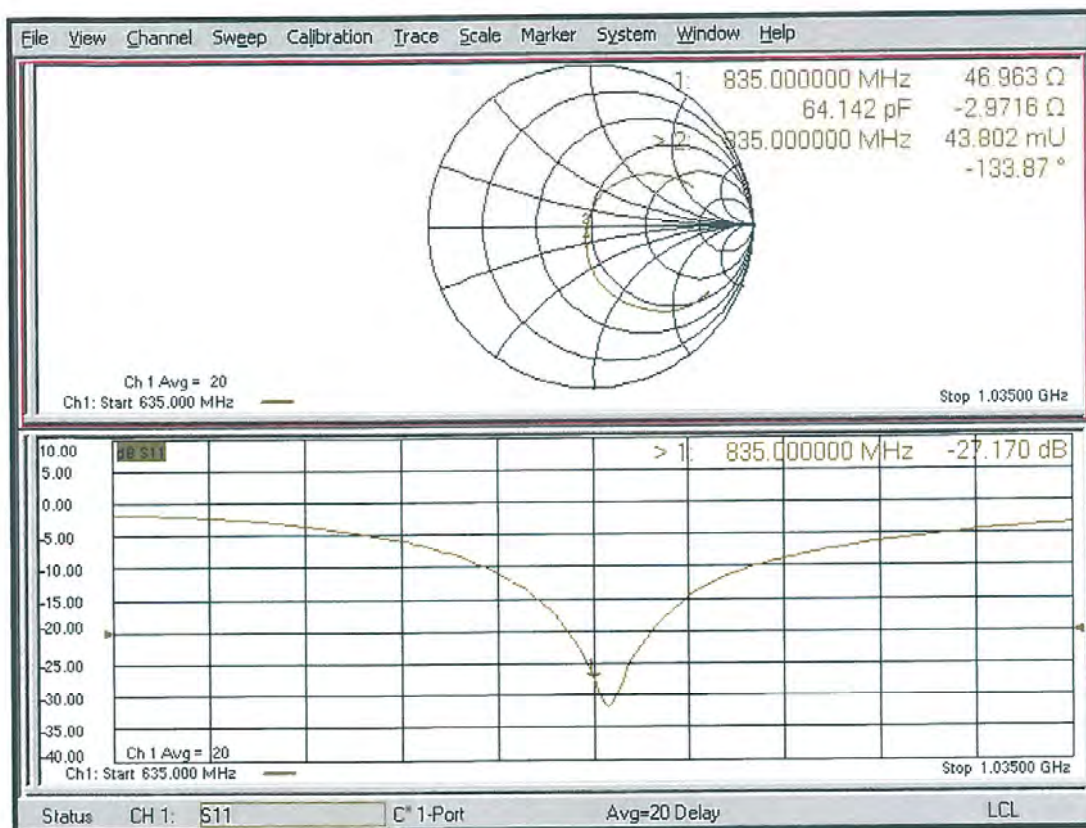 File View Channel Sweep Calibration Trace Scale Marker System Window Help
1: 835.000000 MHz 46.963 Ω
64.142 pF -2.9716 Ω
> 2: 835.000000 MHz 43.802 mU
-133.87 °
Ch 1 Avg = 20
Ch1: Start 635.000 MHz
Stop 1.03500 GHz
10.00
dB S11
> 1: 835.000000 MHz -27.170 dB
5.00
0.00
-5.00
-10.00
-15.00
-20.00
-25.00
-30.00
-35.00
-40.00
1
Ch 1 Avg = 20
Ch1: Start 635.000 MHz
Stop 1.03500 GHz
Status CH 1: S11 C* 1-Port Avg=20 Delay LCL